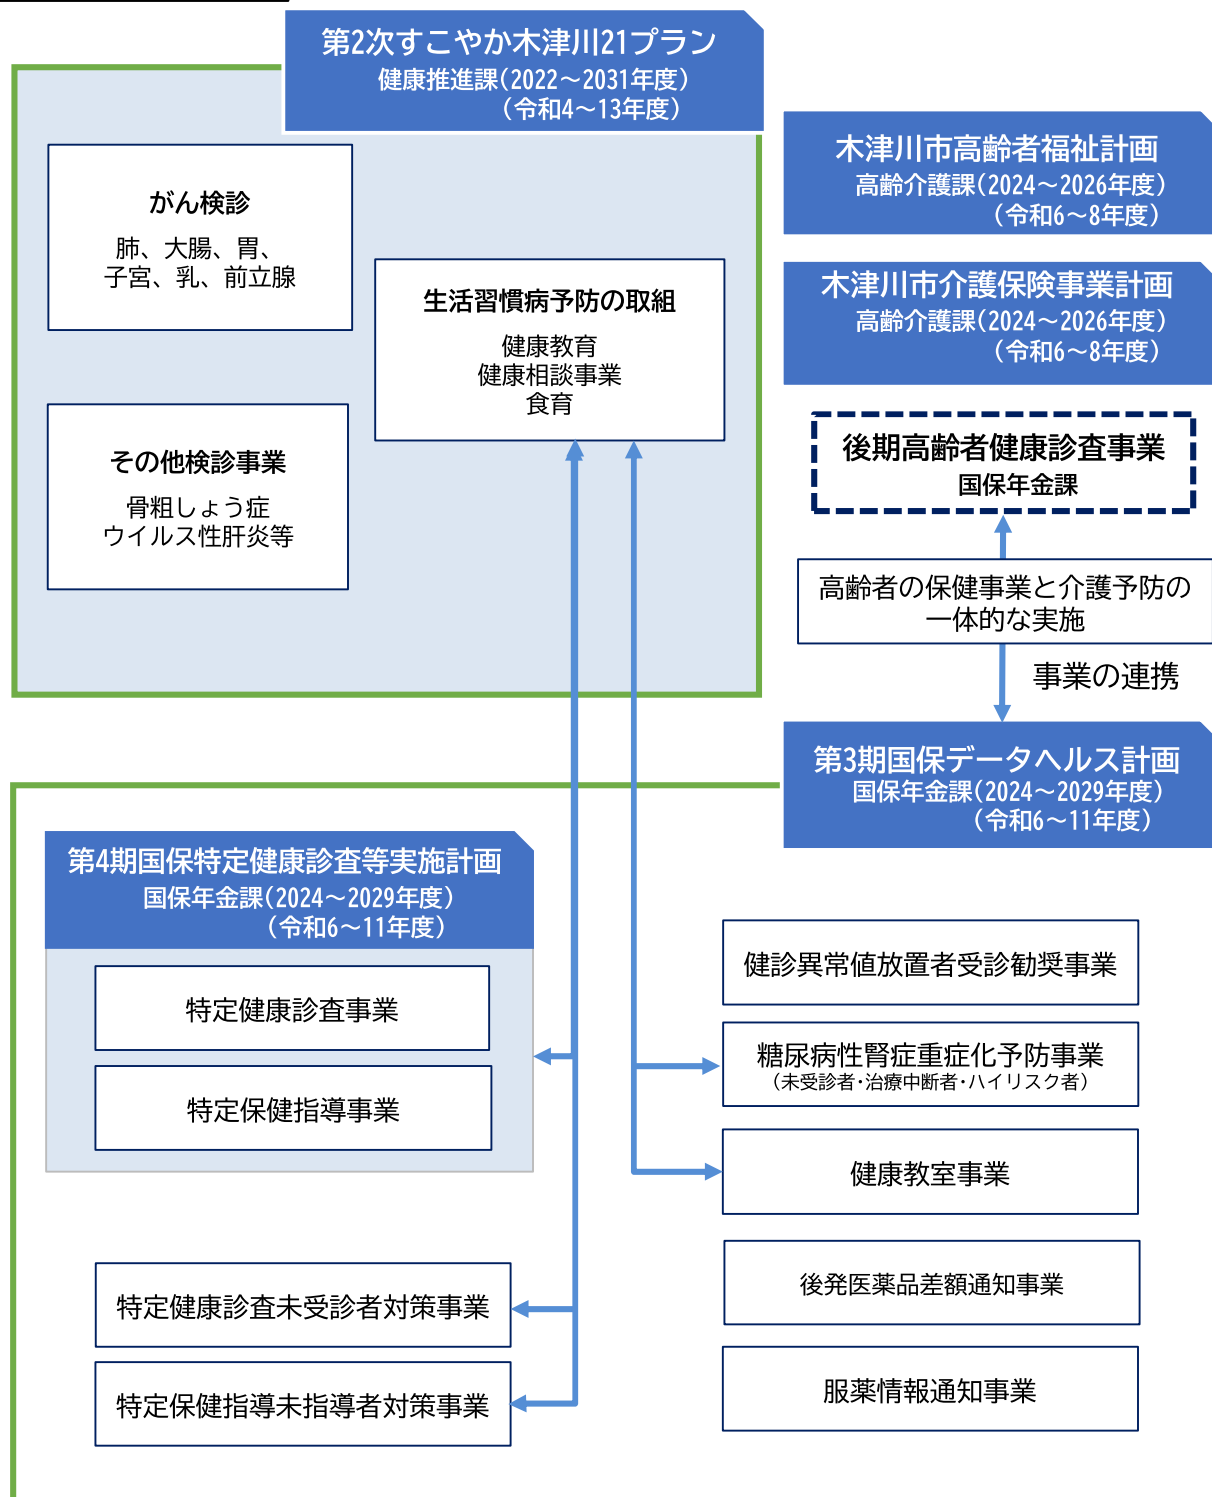 第2次すこやか木津川21プラン
健康推進課(2022～2031年度)
(令和4～13年度)
がん検診
肺、大腸、胃、
子宮、乳、前立腺
生活習慣病予防の取組
健康教育
健康相談事業
食育
その他検診事業
骨粗しょう症
ウイルス性肝炎等
木津川市高齢者福祉計画
高齢介護課(2024～2026年度)
(令和6～8年度)
木津川市介護保険事業計画
高齢介護課(2024～2026年度)
(令和6～8年度)
後期高齢者健康診査事業
国保年金課
高齢者の保健事業と介護予防の
一体的な実施
事業の連携
第3期国保データヘルス計画
国保年金課(2024～2029年度)
(令和6～11年度)
第4期国保特定健康診査等実施計画
国保年金課(2024～2029年度)
(令和6～11年度)
特定健康診査事業
特定保健指導事業
特定健康診査未受診者対策事業
特定保健指導未指導者対策事業
健診異常値放置者受診勧奨事業
糖尿病性腎症重症化予防事業
(未受診者・治療中断者・ハイリスク者)
健康教室事業
後発医薬品差額通知事業
服薬情報通知事業